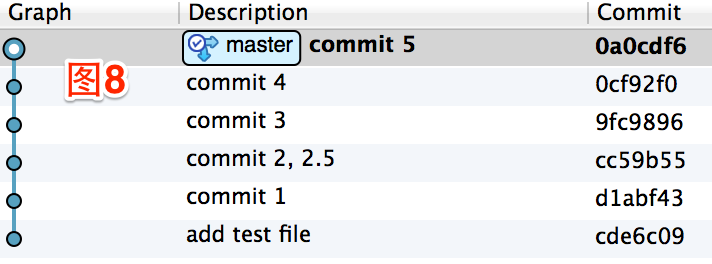 Graph Description Commit
master commit 5 0a0cdf6
图8
commit 4 0cf92f0
commit 3 9fc9896
commit 2, 2.5 cc59b55
commit 1 d1abf43
add test file cde6c09